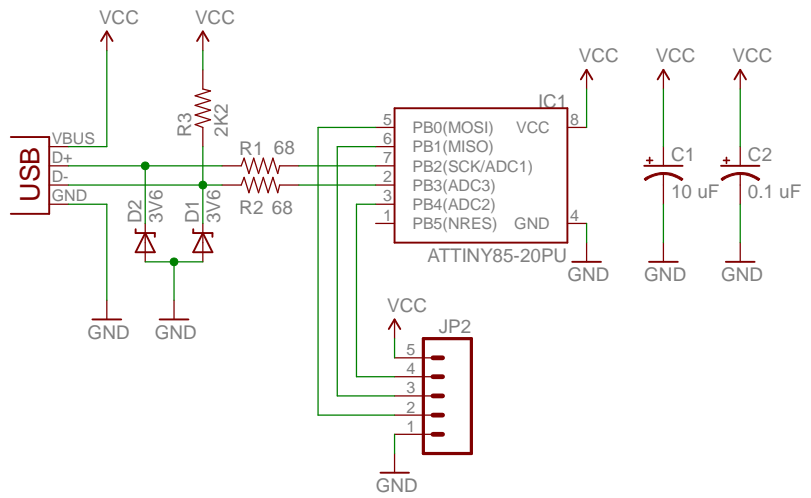 VCC
VCC
R3
2K2
USB
VBUS
D+
D-
GND
R1 68
R2 68
D2
3V6
D1
3V6
GND
GND
IC1
5 PB0(MOSI) VCC 8
6 PB1(MISO)
7 PB2(SCK/ADC1)
2 PB3(ADC3)
3 PB4(ADC2)
1 PB5(NRES) GND 4
ATTINY85-20PU
VCC
GND
VCC
+ C1
10 uF
GND
VCC
+ C2
0.1 uF
GND
VCC
JP2
5
4
3
2
1
GND